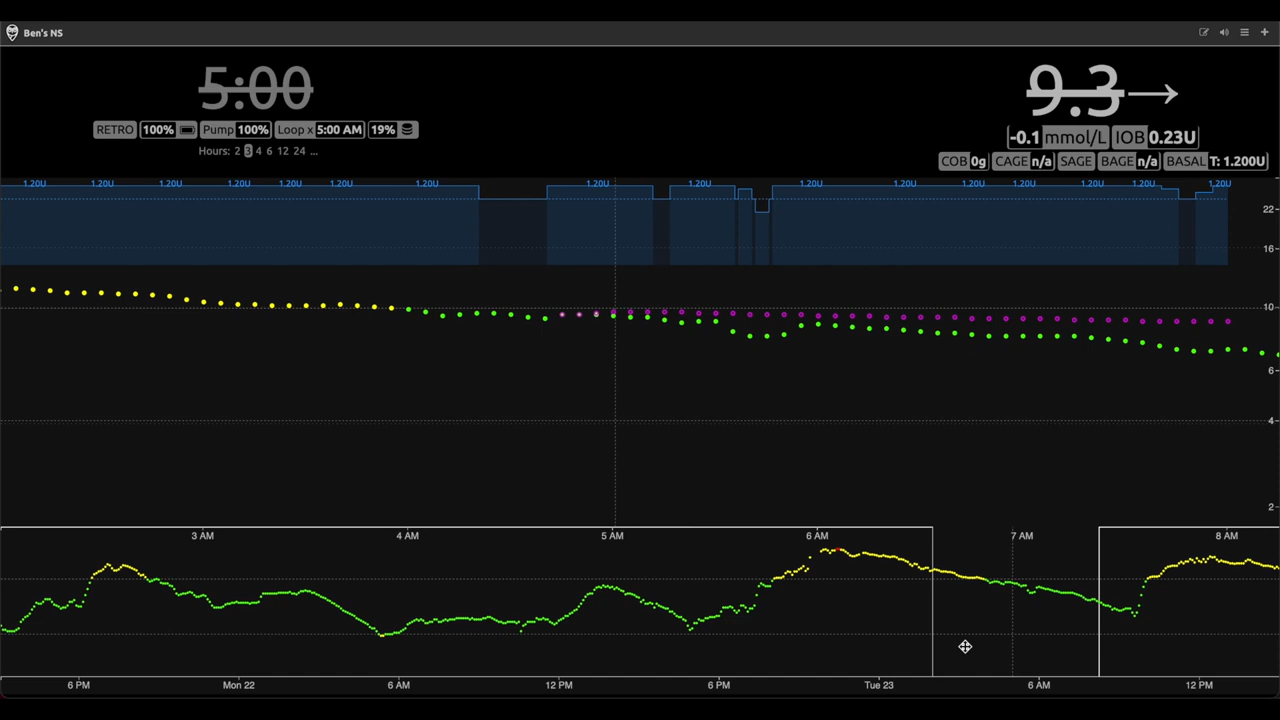 Ben's NS
5:00
RETRO 100% Pump 100% Loop x 5:00 AM 19%
Hours: 2 3 4 6 12 24 ...
9.3
-0.1 mmol/L IOB 0.23U
COB 0g CAGE n/a SAGE BAGE n/a BASAL T: 1.200U
1.20U 1.20U 1.20U 1.20U 1.20U 1.20U 1.20U 1.20U 1.20U 1.20U 1.20U 1.20U 1.20U 1.20U 1.20U 1.20U
22
16
10
6
4
2
3 AM 4 AM 5 AM 6 AM 7 AM 8 AM
6 PM Mon 22 6 AM 12 PM 6 PM Tue 23 6 AM 12 PM